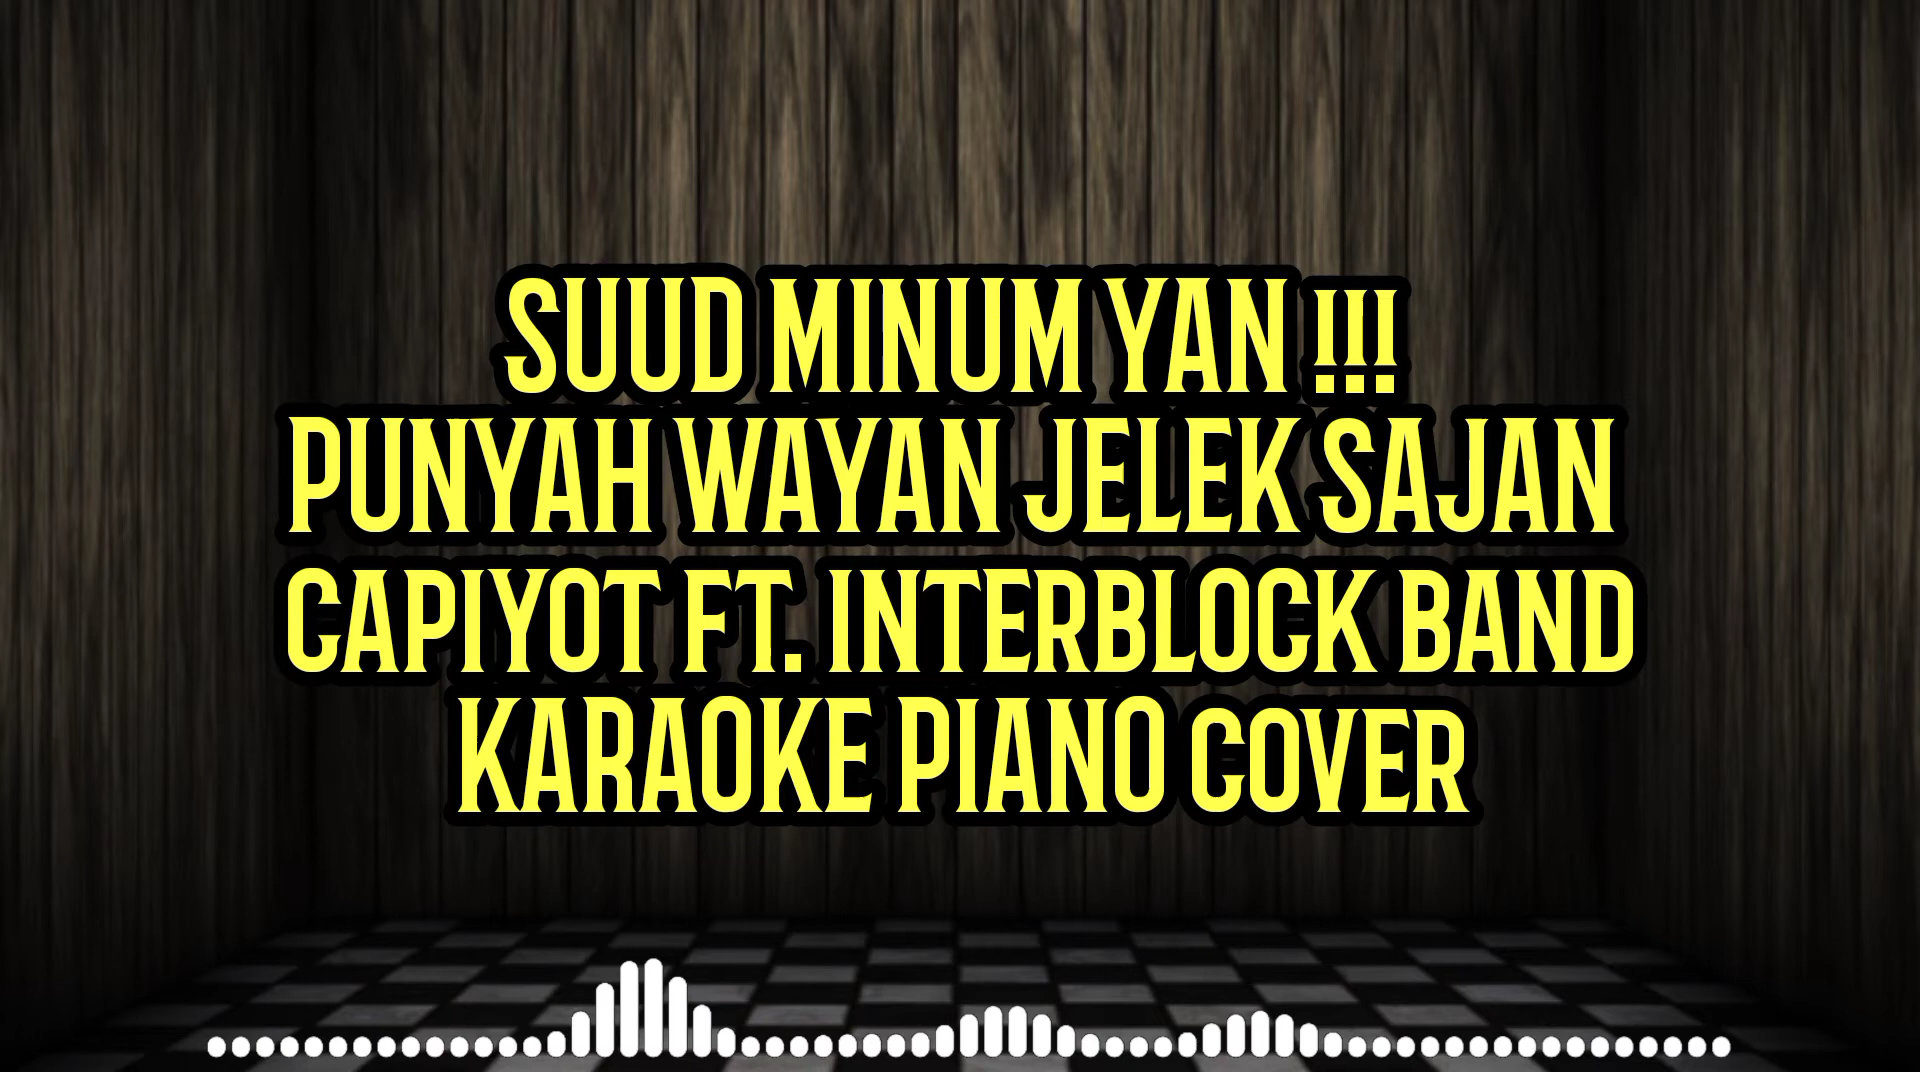 SUUD MINUM YAN !!!
PUNYAH WAYAN JELEK SAJAN
CAPIYOT FT. INTERBLOCK BAND
KARAOKE PIANO COVER